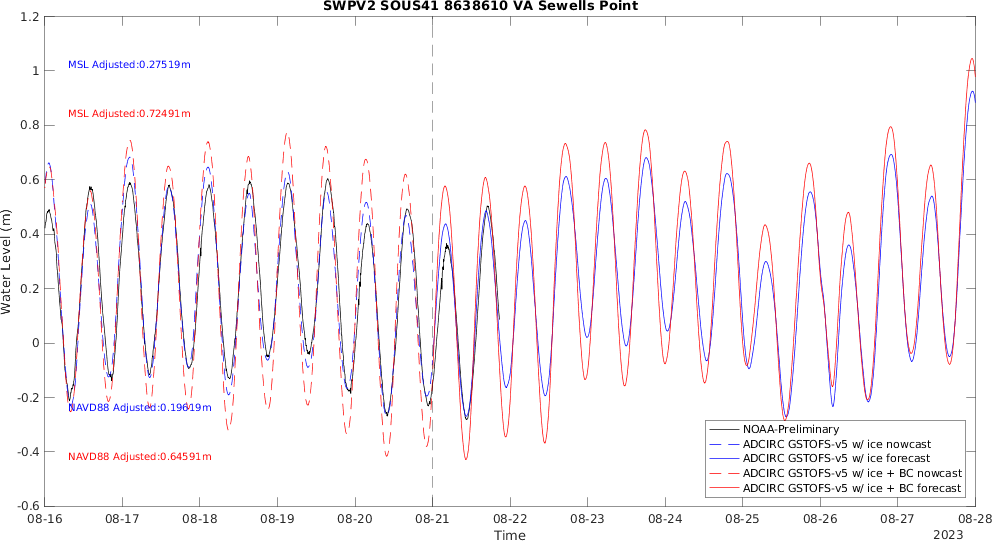 SWPV2 SOUS41 8638610 VA Sewells Point
1.2
1
0.8
0.6
0.4
0.2
0
-0.2
-0.4
-0.6
Water Level (m)
MSL Adjusted:0.27519m
MSL Adjusted:0.72491m
NAVD88 Adjusted:0.19619m
NAVD88 Adjusted:0.64591m
NOAA-Preliminary
ADCIRC GSTOFS-v5 w/ ice nowcast
ADCIRC GSTOFS-v5 w/ ice forecast
ADCIRC GSTOFS-v5 w/ ice + BC nowcast
ADCIRC GSTOFS-v5 w/ ice + BC forecast
08-16 08-17 08-18 08-19 08-20 08-21 08-22 08-23 08-24 08-25 08-26 08-27 08-28
Time
2023